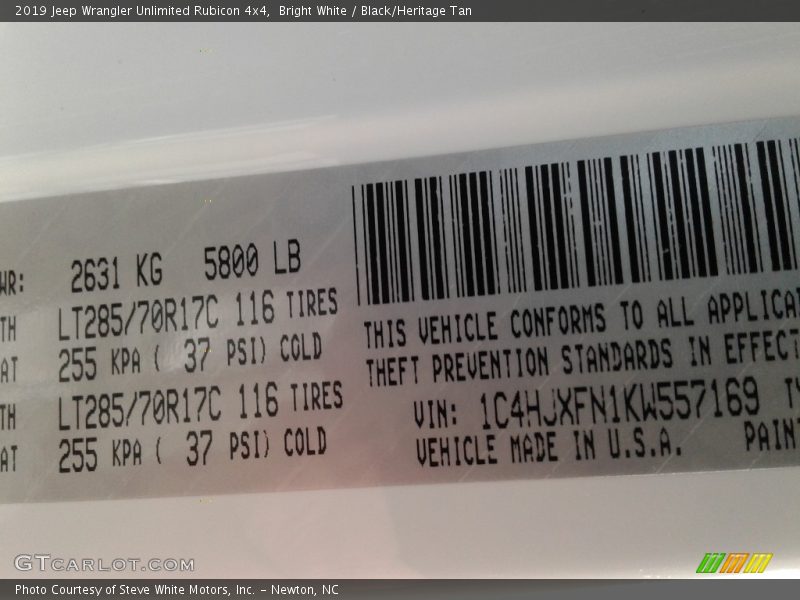 2019 Jeep Wrangler Unlimited Rubicon 4x4, Bright White / Black/Heritage Tan
WR: 2631 KG 5800 LB
TH LT285/70R17C 116 TIRES
AT 255 KPA ( 37 PSI) COLD
TH LT285/70R17C 116 TIRES
AT 255 KPA ( 37 PSI) COLD
THIS VEHICLE CONFORMS TO ALL APPLICA
THEFT PREVENTION STANDARDS IN EFFECT
VIN: 1C4HJXFN1KW557169 TY
VEHICLE MADE IN U.S.A. PAINT
GTCARLOT.COM
Photo Courtesy of Steve White Motors, Inc. – Newton, NC